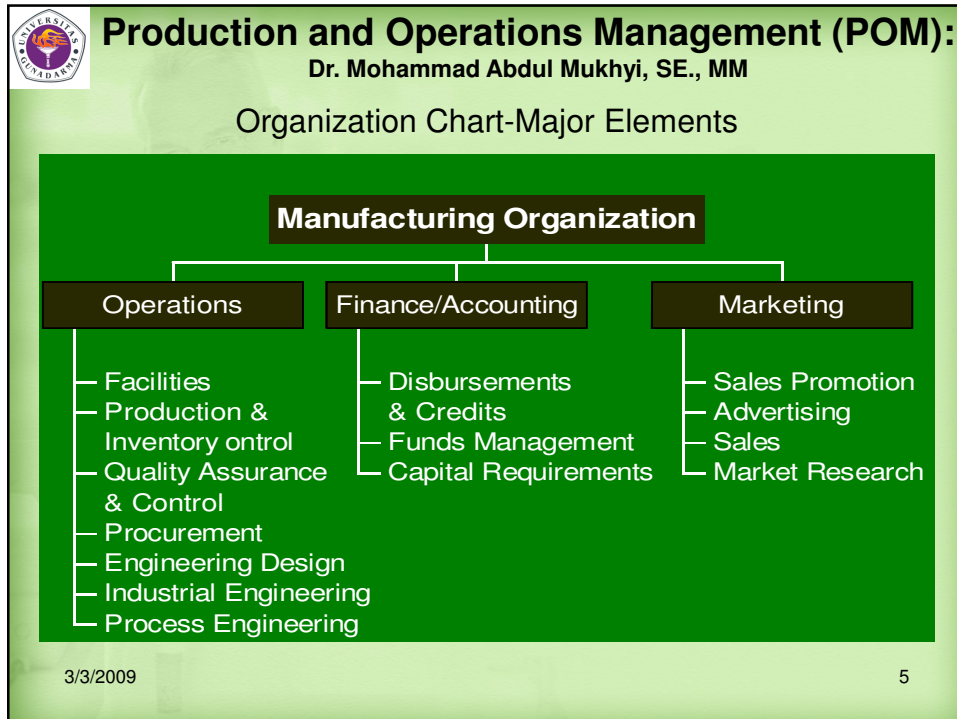 UNIVERSITAS
GUNADARMA
Production and Operations Management (POM):
Dr. Mohammad Abdul Mukhyi, SE., MM
Organization Chart-Major Elements
Manufacturing Organization
Operations
Facilities
Production &
Inventory ontrol
Quality Assurance
& Control
Procurement
Engineering Design
Industrial Engineering
Process Engineering
Finance/Accounting
Disbursements
& Credits
Funds Management
Capital Requirements
Marketing
Sales Promotion
Advertising
Sales
Market Research
3/3/2009
5